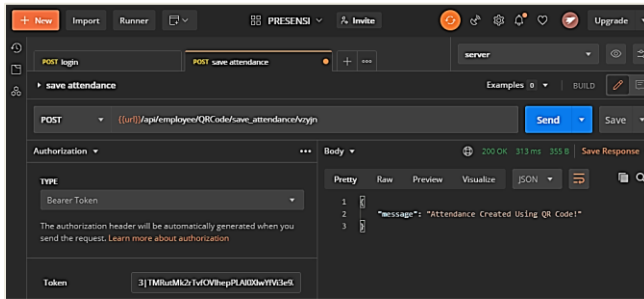 + New Import Runner PRESENSI Invite Upgrade
POST login POST save attendance server
save attendance Examples 0 BUILD
POST {{url}}/api/employee/QRCode/save_attendance/vzyjn Send Save
Authorization Body 200 OK 313 ms 355 B Save Response
TYPE Pretty Raw Preview Visualize JSON
Bearer Token
1 {
2 "message": "Attendance Created Using QR Code!"
3 }
The authorization header will be automatically generated when you
send the request. Learn more about authorization
Token